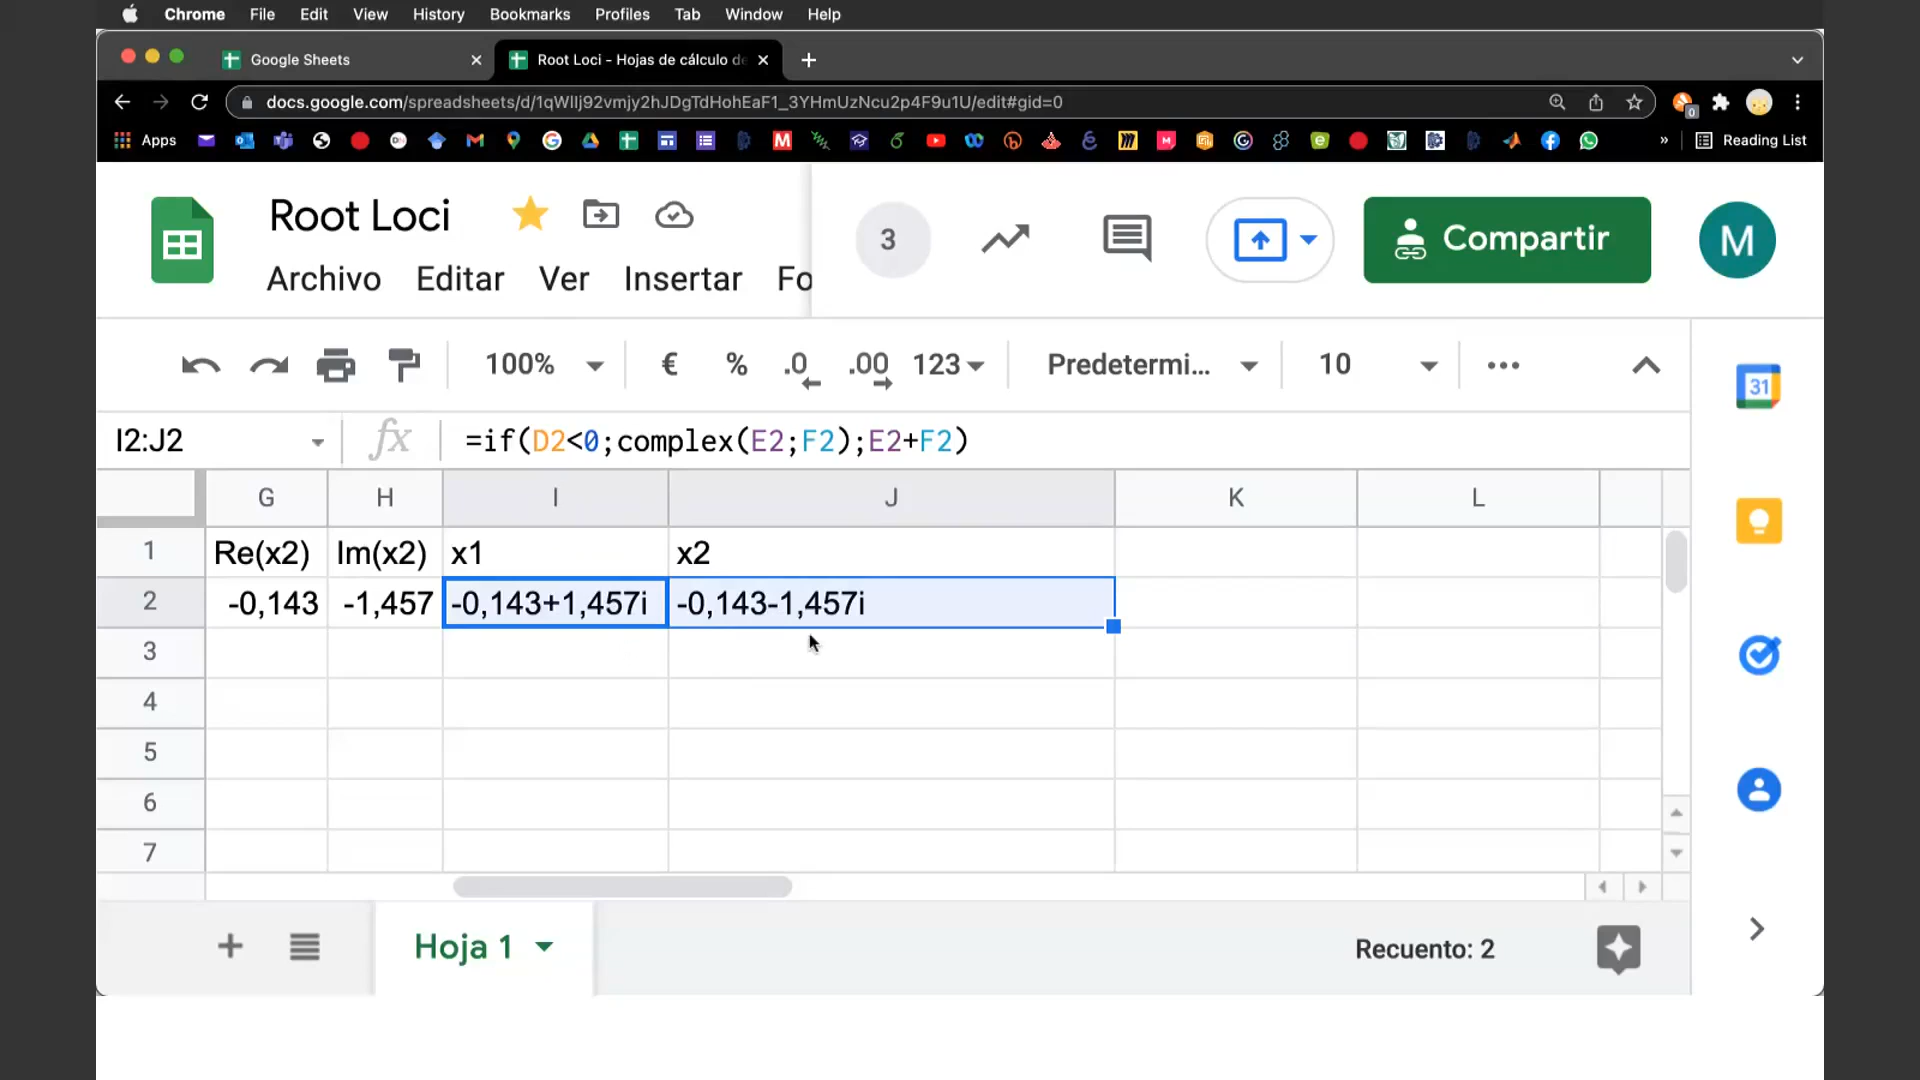 Chrome File Edit View History Bookmarks Profiles Tab Window Help
Google Sheets
Root Loci - Hojas de cálculo de
docs.google.com/spreadsheets/d/1qWlIj92vmjy2hJDgTdHohEaF1_3YHmUzNcu2p4F9u1U/edit#gid=0
0
Apps
Reading List
Root Loci
Archivo Editar Ver Insertar Fo
3
Compartir
M
100% € % .0 .00 123 Predetermi... 10
31
I2:J2 fx =if(D2<0;complex(E2;F2);E2+F2)
G H I J K L
1 Re(x2) Im(x2) x1 x2
2 -0,143 -1,457 -0,143+1,457i -0,143-1,457i
3
4
5
6
7
Hoja 1
Recuento: 2